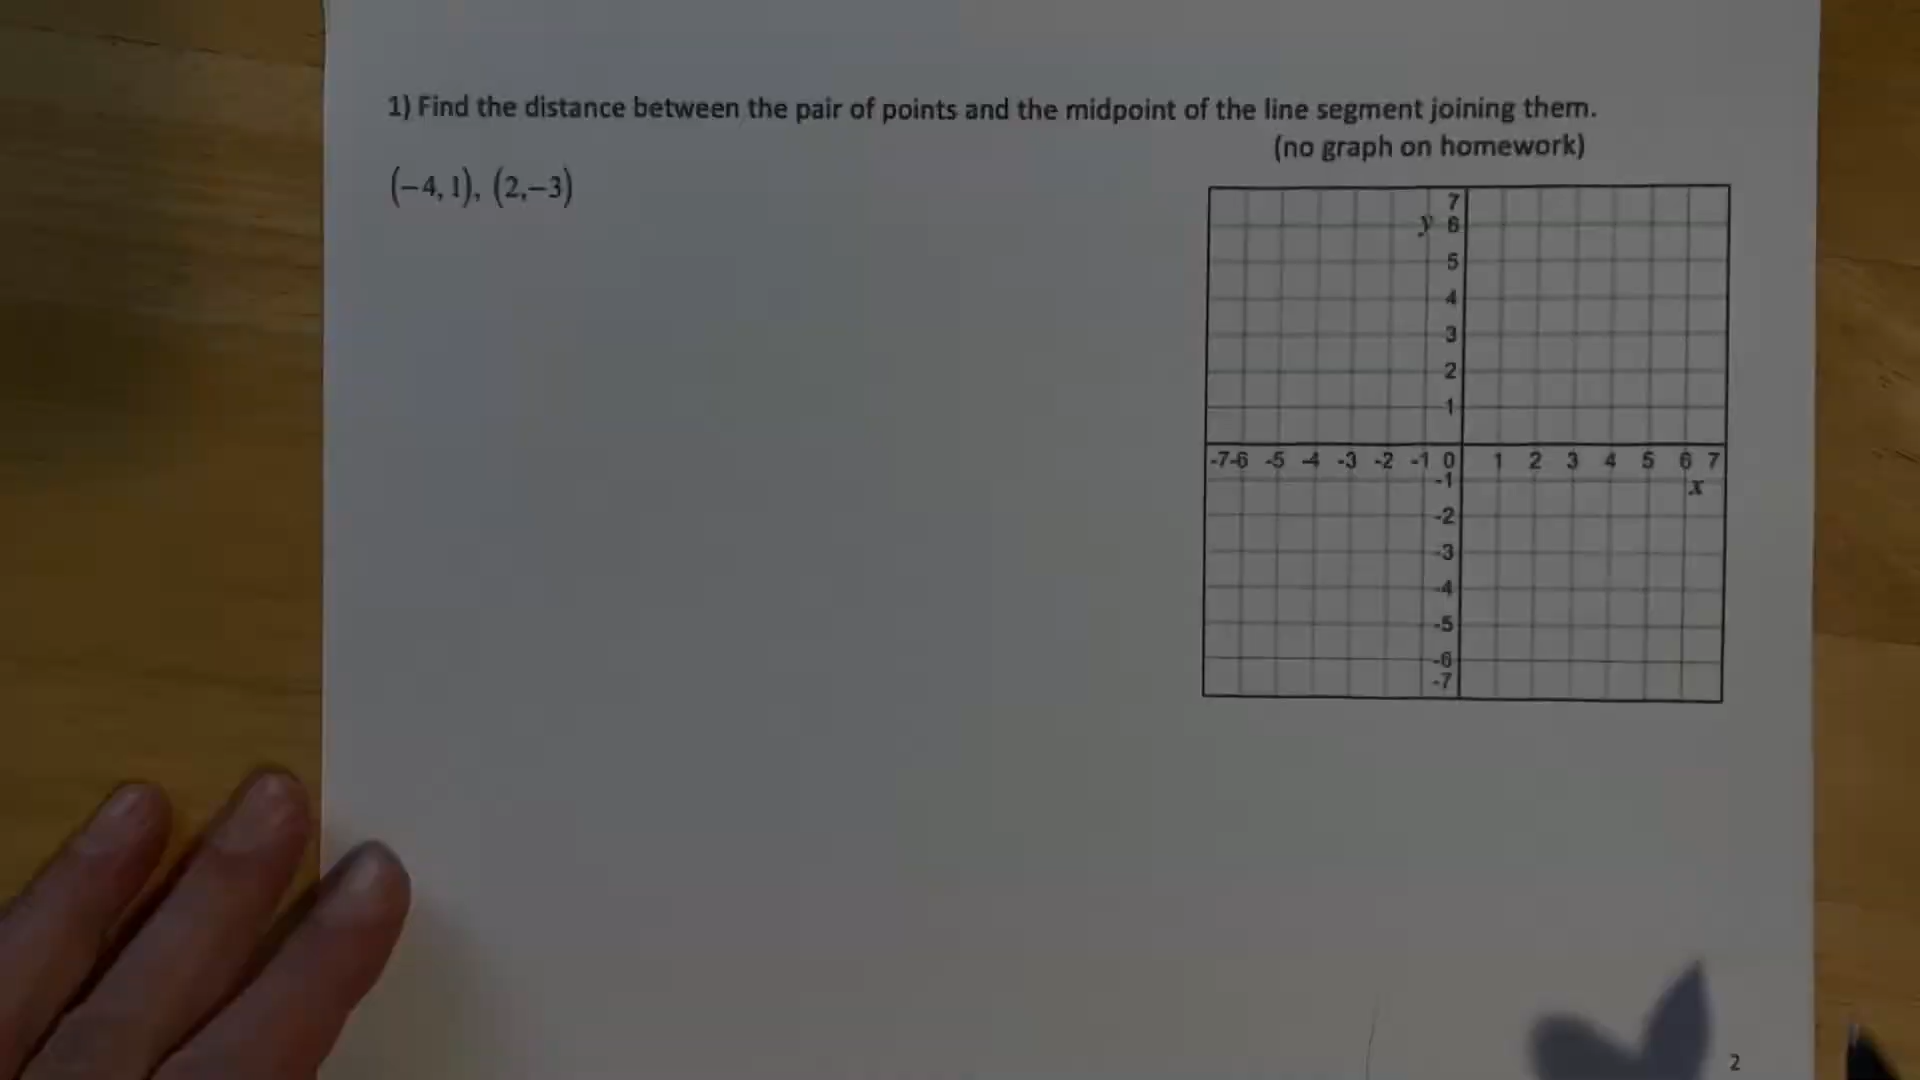 1) Find the distance between the pair of points and the midpoint of the line segment joining them.
(no graph on homework)
(−4, 1), (2,−3)
7
y 6
5
4
3
2
1
-7-6 -5 -4 -3 -2 -1 0 1 2 3 4 5 6 7
-1 x
-2
-3
-4
-5
-6
-7
2